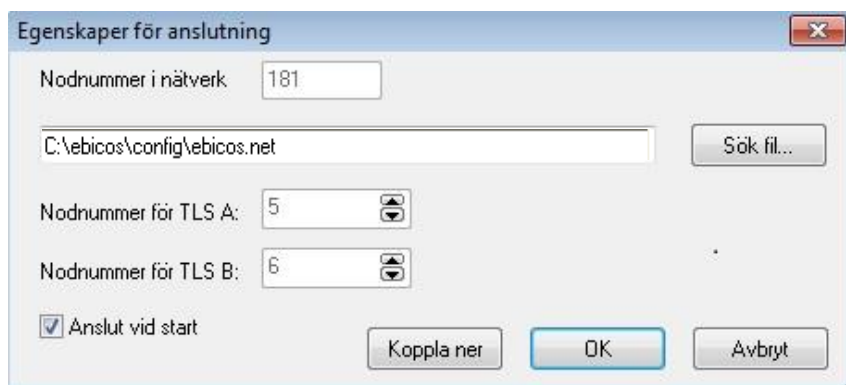 Egenskaper för anslutning
Nodnummer i nätverk 181
C:\ebicos\config\ebicos.net Sök fil...
Nodnummer för TLS A: 5
Nodnummer för TLS B: 6
Anslut vid start
Koppla ner OK Avbryt